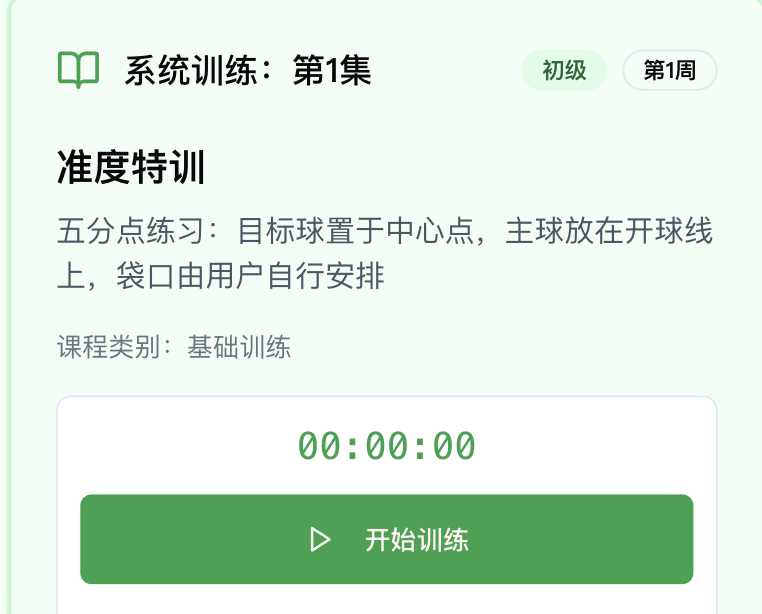 系统训练：第1集
初级
第1周
准度特训
五分点练习：目标球置于中心点，主球放在开球线
上，袋口由用户自行安排
课程类别：基础训练
00:00:00
开始训练